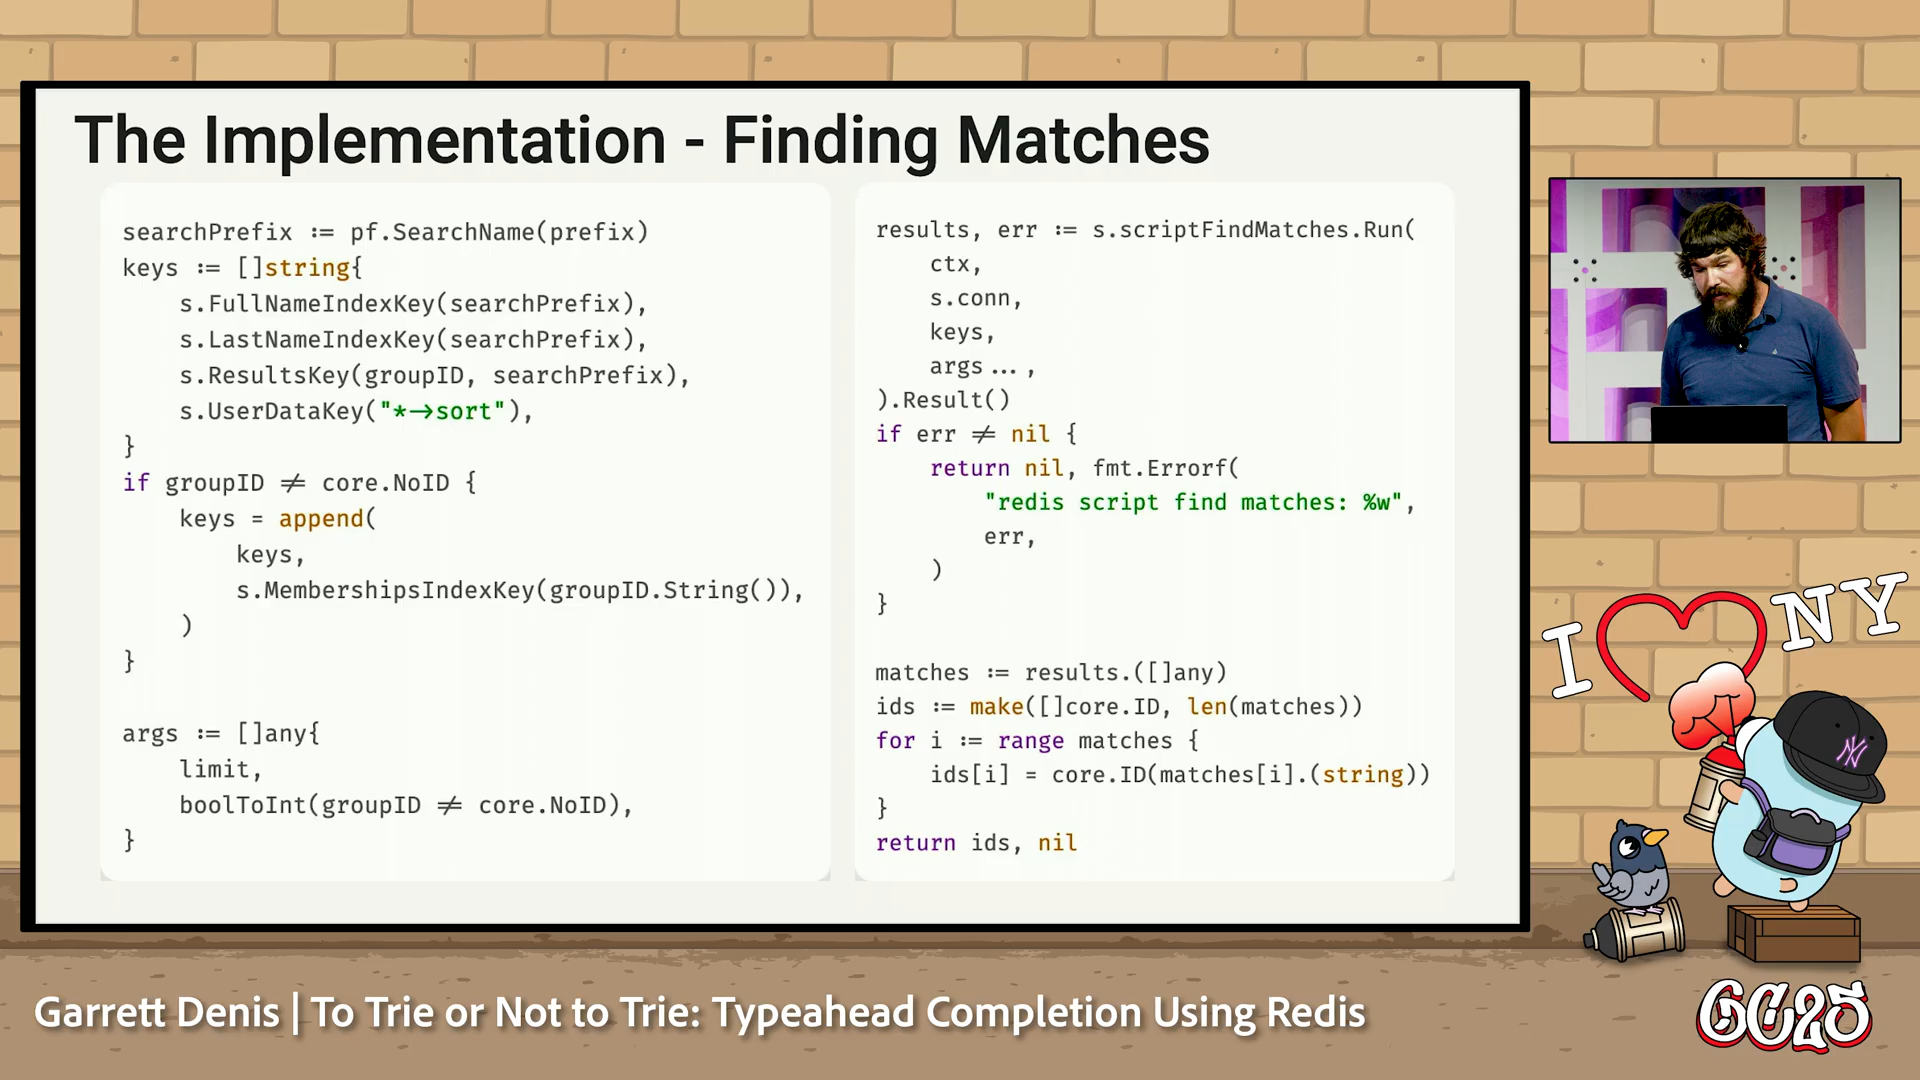 The Implementation - Finding Matches
searchPrefix := pf.SearchName(prefix)
keys := []string{
    s.FullNameIndexKey(searchPrefix),
    s.LastNameIndexKey(searchPrefix),
    s.ResultsKey(groupID, searchPrefix),
    s.UserDataKey("*->sort"),
}
if groupID != core.NoID {
    keys = append(
        keys,
        s.MembershipsIndexKey(groupID.String()),
    )
}
args := []any{
    limit,
    boolToInt(groupID != core.NoID),
}
results, err := s.scriptFindMatches.Run(
    ctx,
    s.conn,
    keys,
    args...,
).Result()
if err != nil {
    return nil, fmt.Errorf(
        "redis script find matches: %w",
        err,
    )
}
matches := results.([]any)
ids := make([]core.ID, len(matches))
for i := range matches {
    ids[i] = core.ID(matches[i].(string))
}
return ids, nil
I NY
NY
Garrett Denis | To Trie or Not to Trie: Typeahead Completion Using Redis
GC25